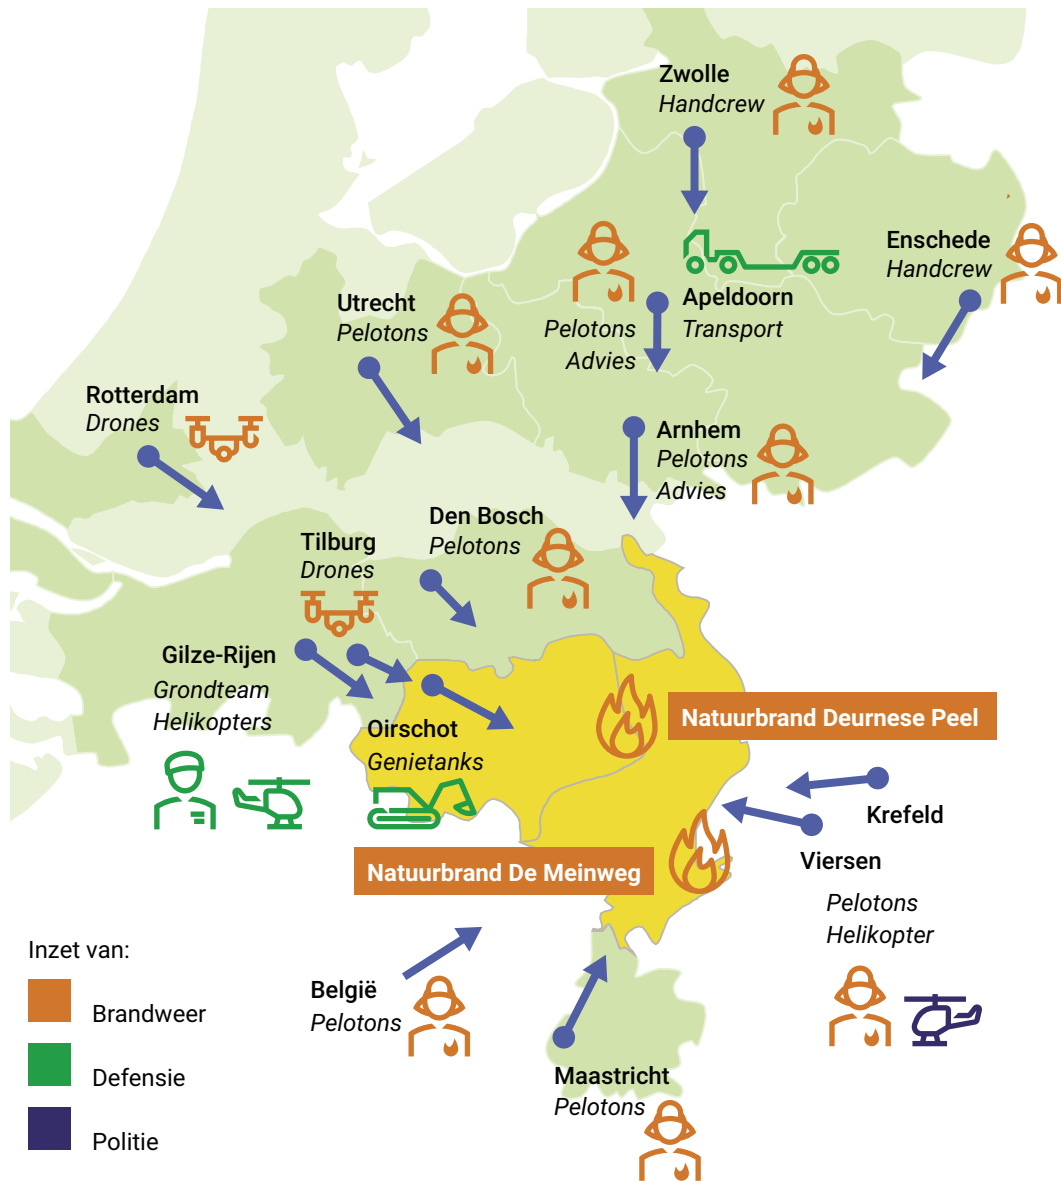 Zwolle
Handcrew
Enschede
Handcrew
Utrecht
Pelotons
Pelotons
Advies
Apeldoorn
Transport
Rotterdam
Drones
Arnhem
Pelotons
Advies
Den Bosch
Pelotons
Tilburg
Drones
Gilze-Rijen
Grondteam
Helikopters
Oirschot
Genietanks
Natuurbrand Deurnese Peel
Krefeld
Viersen
Pelotons
Helikopter
Natuurbrand De Meinweg
België
Pelotons
Maastricht
Pelotons
Inzet van:
Brandweer
Defensie
Politie